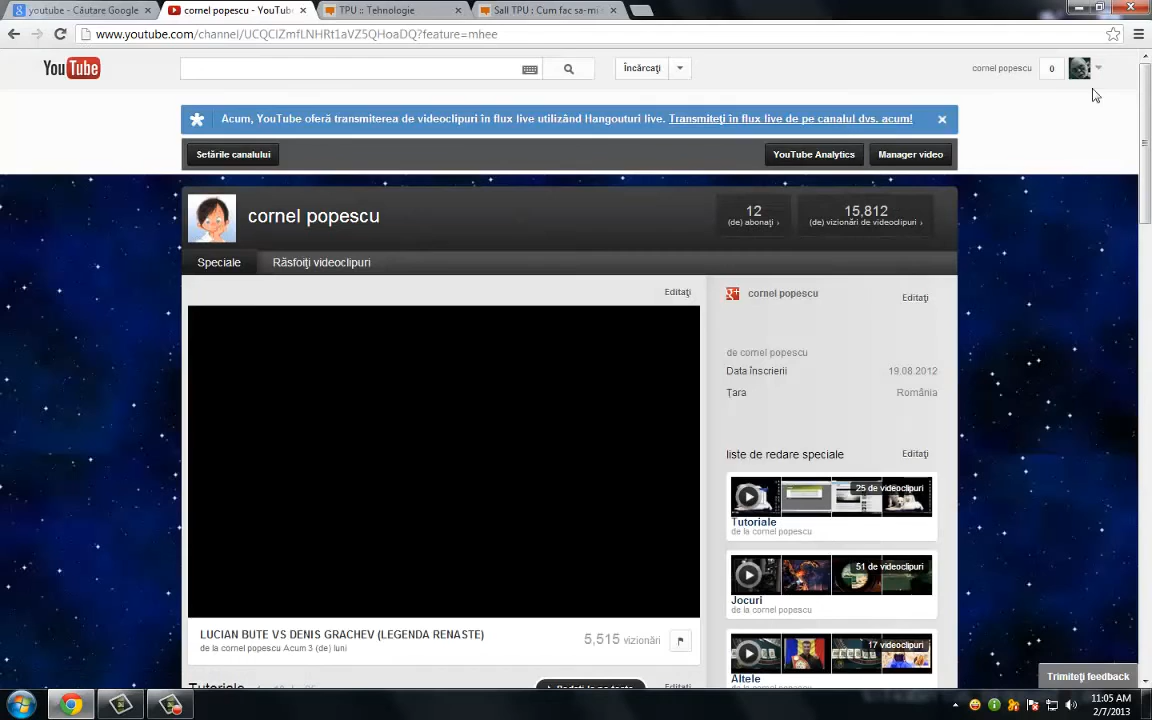 youtube - Căutare Google
cornel popescu - YouTub
TPU :: Tehnologie
Sall TPU : Cum fac sa-mi
www.youtube.com/channel/UCQCIZmfLNHRt1aVZ5QHoaDQ?feature=mhee
YouTube
Încărcaţi
cornel popescu
0
Acum, YouTube oferă transmiterea de videoclipuri în flux live utilizând Hangouturi live. Transmiteţi în flux live de pe canalul dvs. acum!
Setările canalului
YouTube Analytics
Manager video
cornel popescu
12
(de) abonaţi ›
15,812
(de) vizionări de videoclipuri ›
Speciale
Răsfoiţi videoclipuri
Editaţi
LUCIAN BUTE VS DENIS GRACHEV (LEGENDA RENASTE)
de la cornel popescu Acum 3 (de) luni
5,515 vizionări
Tutoriale
Editaţi
cornel popescu
Editaţi
de cornel popescu
Data înscrierii
19.08.2012
Ţara
România
liste de redare speciale
Editaţi
25 de videoclipuri
Tutoriale
de la cornel popescu
51 de videoclipuri
Jocuri
de la cornel popescu
17 videoclipuri
Altele
de la cornel popescu
Trimiteţi feedback
11:05 AM
2/7/2013